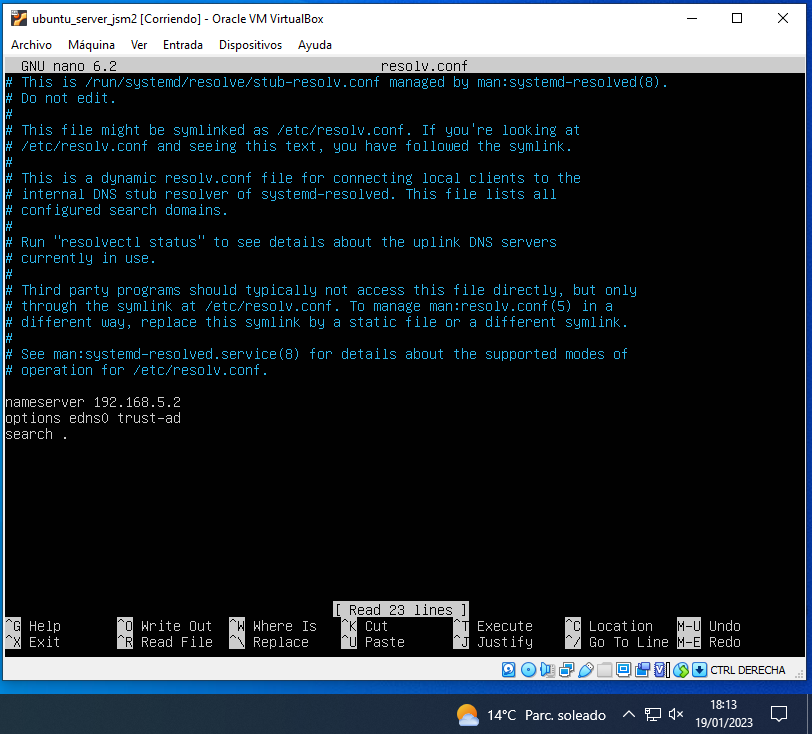 ubuntu_server_jsm2 [Corriendo] - Oracle VM VirtualBox
Archivo Máquina Ver Entrada Dispositivos Ayuda
GNU nano 6.2 resolv.conf
# This is /run/systemd/resolve/stub-resolv.conf managed by man:systemd-resolved(8).
# Do not edit.
#
# This file might be symlinked as /etc/resolv.conf. If you're looking at
# /etc/resolv.conf and seeing this text, you have followed the symlink.
#
# This is a dynamic resolv.conf file for connecting local clients to the
# internal DNS stub resolver of systemd-resolved. This file lists all
# configured search domains.
#
# Run "resolvectl status" to see details about the uplink DNS servers
# currently in use.
#
# Third party programs should typically not access this file directly, but only
# through the symlink at /etc/resolv.conf. To manage man:resolv.conf(5) in a
# different way, replace this symlink by a static file or a different symlink.
#
# See man:systemd-resolved.service(8) for details about the supported modes of
# operation for /etc/resolv.conf.
nameserver 192.168.5.2
options edns0 trust-ad
search .
[ Read 23 lines ]
^G Help ^O Write Out ^W Where Is ^K Cut ^T Execute ^C Location M-U Undo
^X Exit ^R Read File ^\ Replace ^U Paste ^J Justify ^/ Go To Line M-E Redo
CTRL DERECHA
14°C Parc. soleado
18:13
19/01/2023